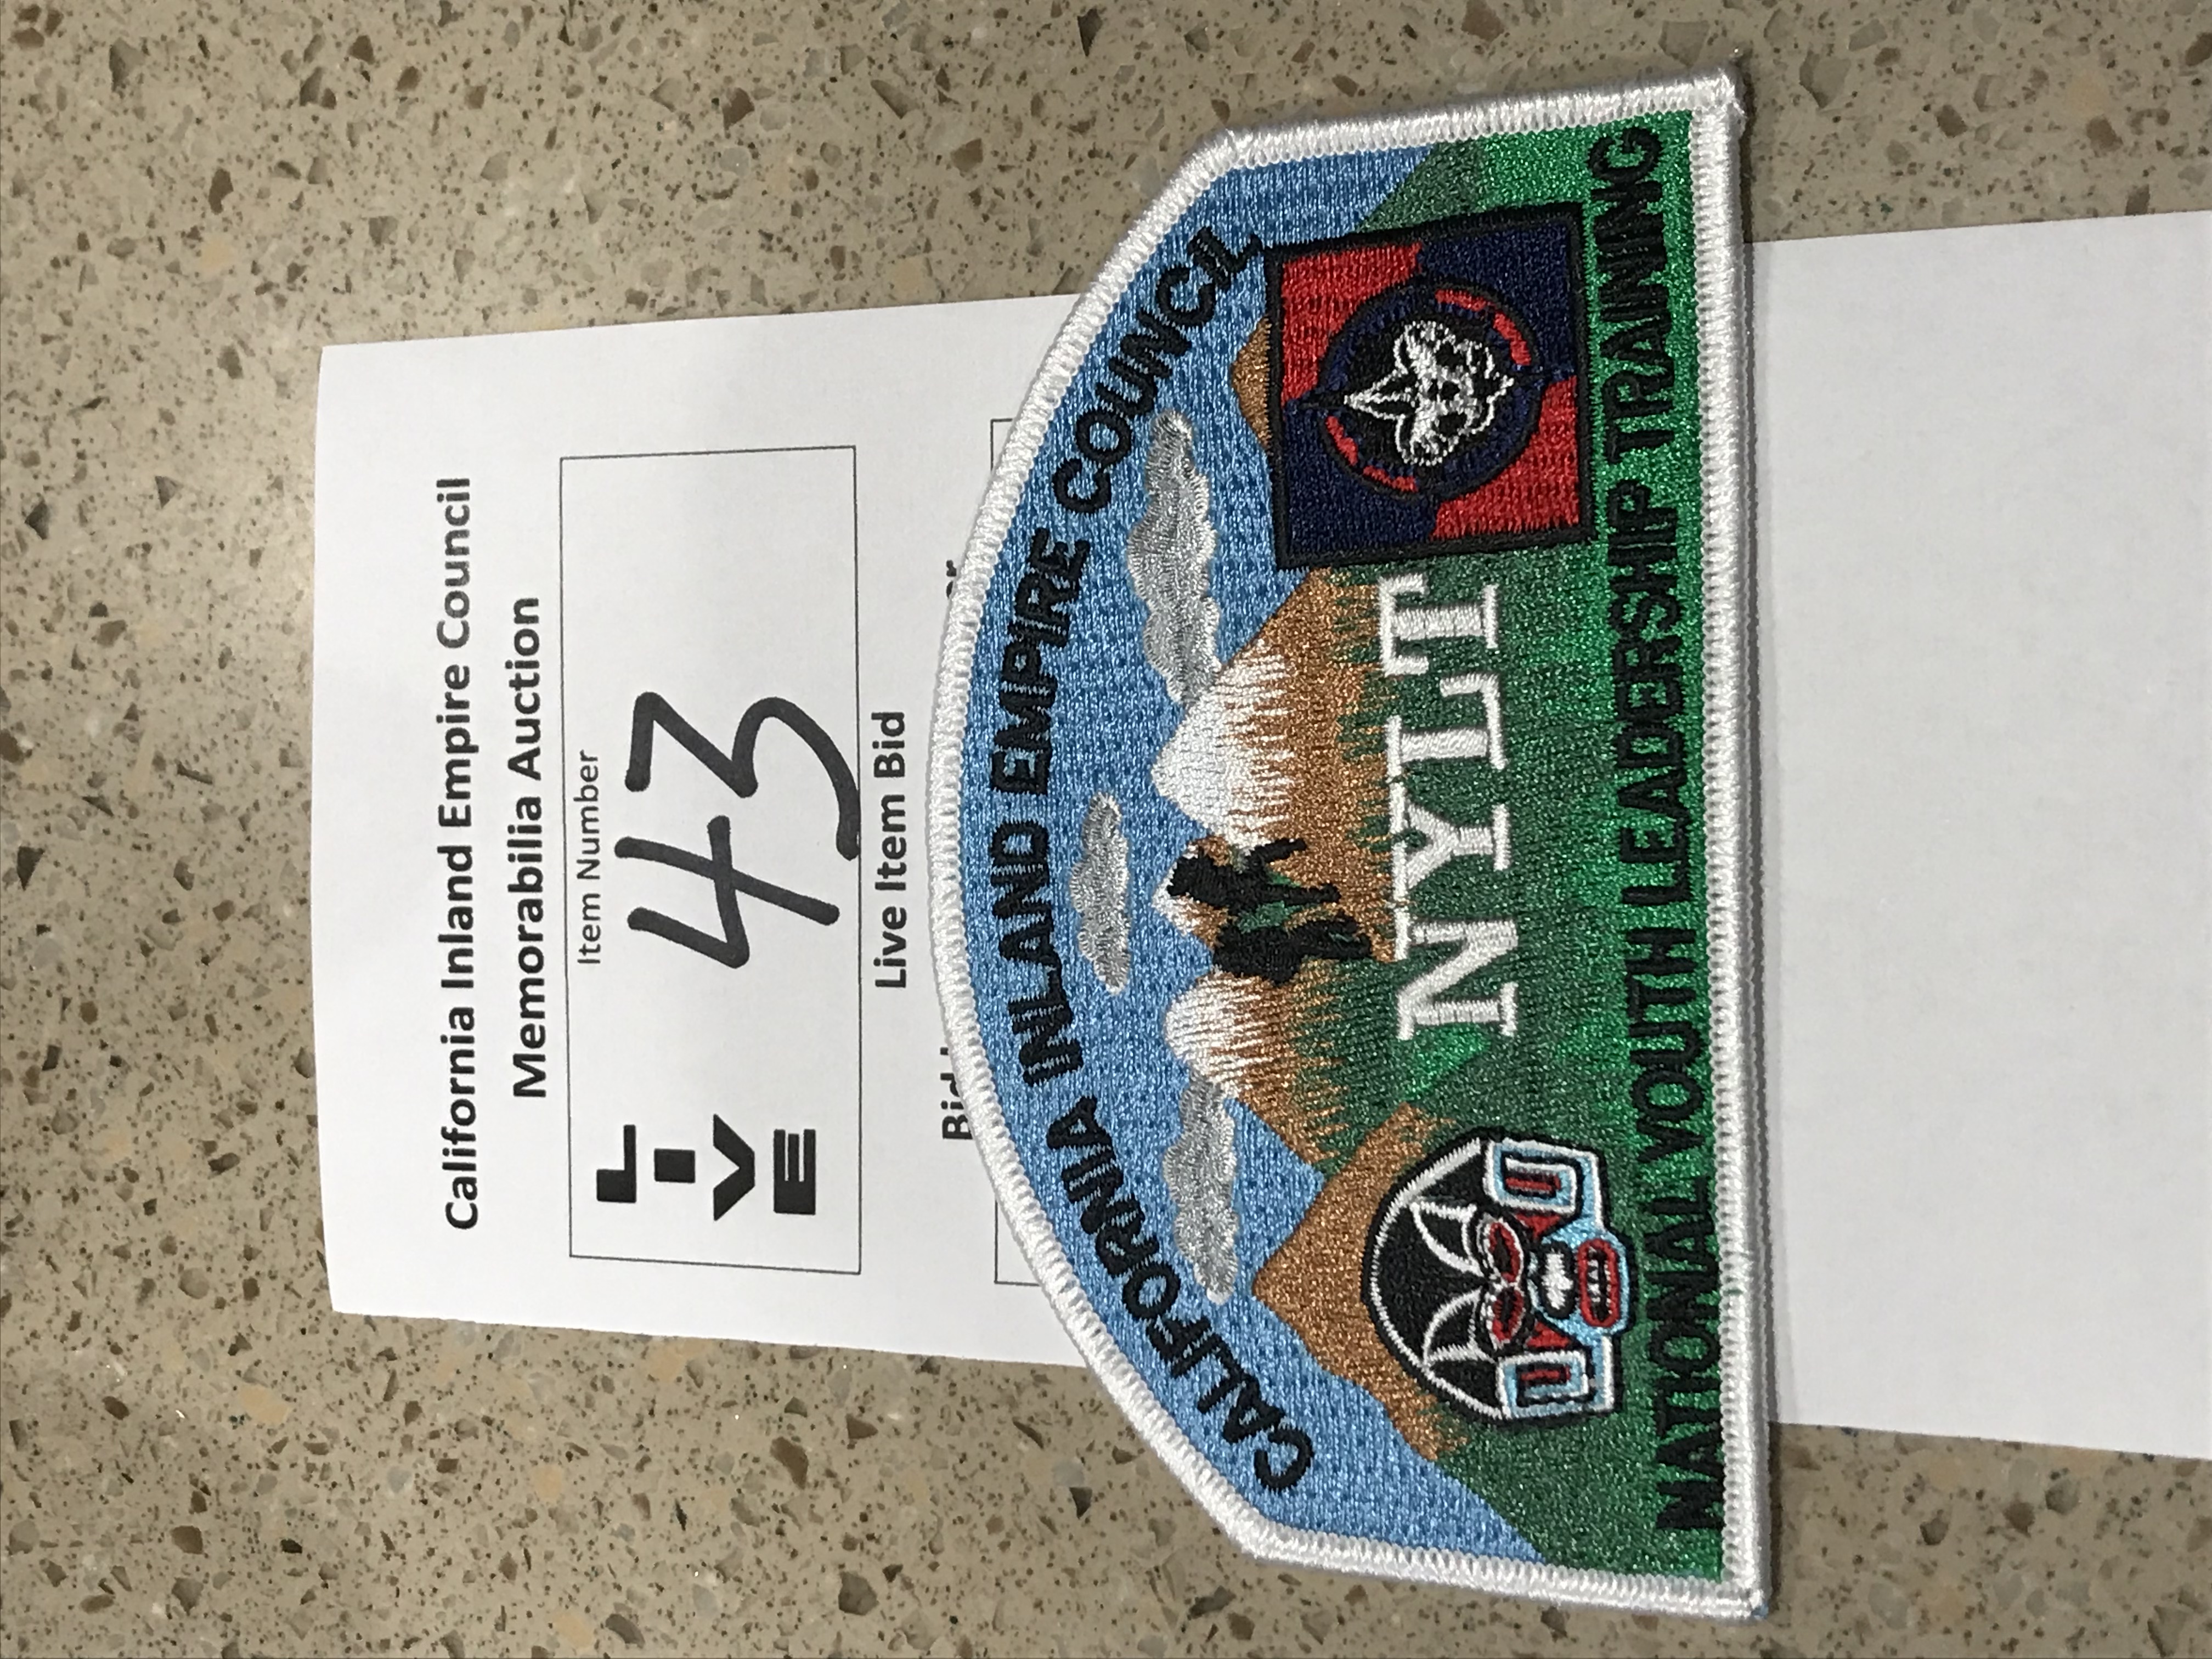 California Inland Empire Council
Memorabilia Auction
Item Number
LIVE
43
Live Item Bid
CALIFORNIA INLAND EMPIRE COUNCIL
NYLT
NATIONAL YOUTH LEADERSHIP TRAINING